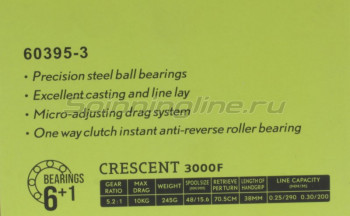 60395-3
• Precision steel ball bearings
• Excellent casting and line lay
• Micro-adjusting drag system
• One way clutch instant anti-reverse roller bearing
Spinningline.ru
BEARINGS
6+1
CRESCENT 3000F
GEAR RATIO MAX DRAG WEIGHT SPOOL SIZE RETRIEVE PER TURN LENGTH OF HANDGRIP LINE CAPACITY
5.2:1 10KG 245G 48/15.6 70.5CM 38MM 0.25/290 0.30/200